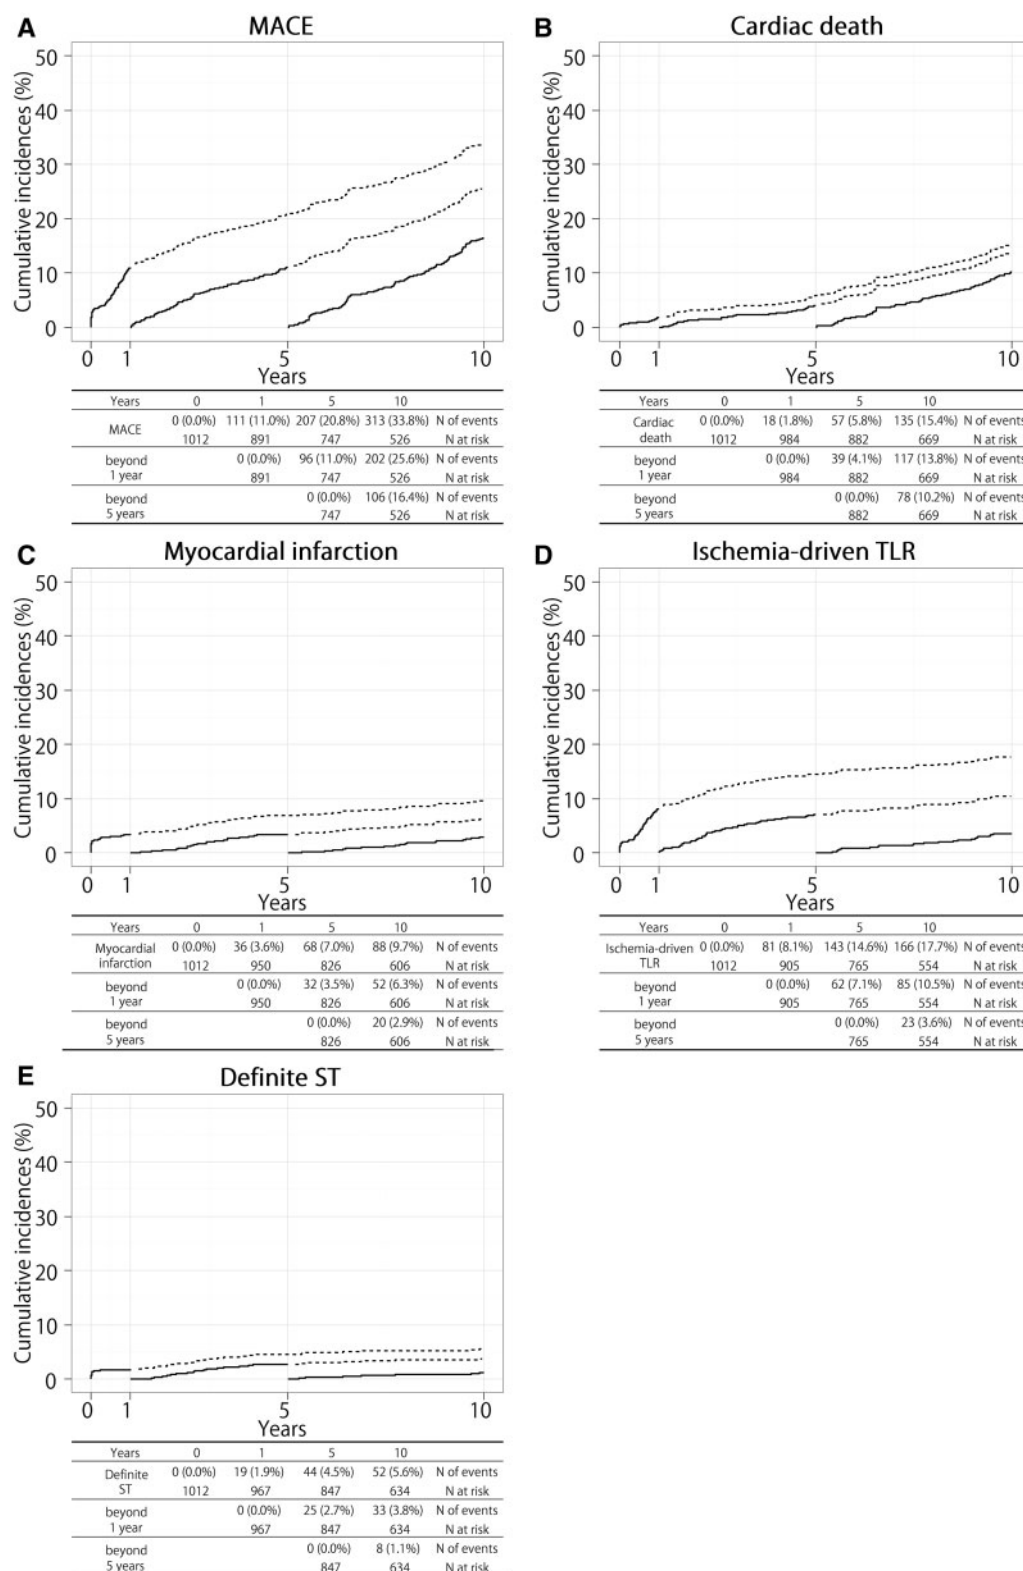 A MACE
Cumulative incidences (%)
50
40
30
20
10
0
0 1 5 10
Years
Years 0 1 5 10
MACE 0 (0.0%) 111 (11.0%) 207 (20.8%) 313 (33.8%) N of events
1012 891 747 526 N at risk
beyond 1 year 0 (0.0%) 96 (11.0%) 202 (25.6%) N of events
891 747 526 N at risk
beyond 5 years 0 (0.0%) 106 (16.4%) N of events
747 526 N at risk
B Cardiac death
Cumulative incidences (%)
50
40
30
20
10
0
0 1 5 10
Years
Years 0 1 5 10
Cardiac death 0 (0.0%) 18 (1.8%) 57 (5.8%) 135 (15.4%) N of events
1012 984 882 669 N at risk
beyond 1 year 0 (0.0%) 39 (4.1%) 117 (13.8%) N of events
984 882 669 N at risk
beyond 5 years 0 (0.0%) 78 (10.2%) N of events
882 669 N at risk
C Myocardial infarction
Cumulative incidences (%)
50
40
30
20
10
0
0 1 5 10
Years
Years 0 1 5 10
Myocardial infarction 0 (0.0%) 36 (3.6%) 68 (7.0%) 88 (9.7%) N of events
1012 950 826 606 N at risk
beyond 1 year 0 (0.0%) 32 (3.5%) 52 (6.3%) N of events
950 826 606 N at risk
beyond 5 years 0 (0.0%) 20 (2.9%) N of events
826 606 N at risk
D Ischemia-driven TLR
Cumulative incidences (%)
50
40
30
20
10
0
0 1 5 10
Years
Years 0 1 5 10
Ischemia-driven TLR 0 (0.0%) 81 (8.1%) 143 (14.6%) 166 (17.7%) N of events
1012 905 765 554 N at risk
beyond 1 year 0 (0.0%) 62 (7.1%) 85 (10.5%) N of events
905 765 554 N at risk
beyond 5 years 0 (0.0%) 23 (3.6%) N of events
765 554 N at risk
E Definite ST
Cumulative incidences (%)
50
40
30
20
10
0
0 1 5 10
Years
Years 0 1 5 10
Definite ST 0 (0.0%) 19 (1.9%) 44 (4.5%) 52 (5.6%) N of events
1012 967 847 634 N at risk
beyond 1 year 0 (0.0%) 25 (2.7%) 33 (3.8%) N of events
967 847 634 N at risk
beyond 5 years 0 (0.0%) 8 (1.1%) N of events
847 634 N at risk